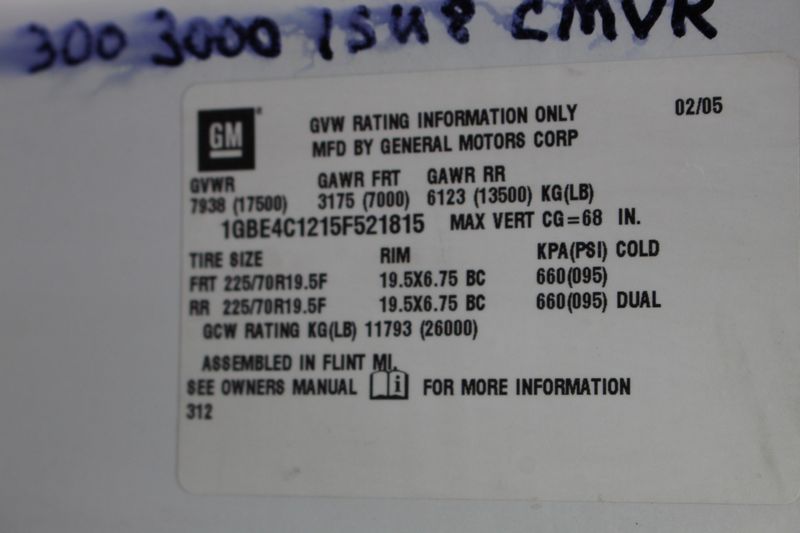 300 3000 15U8 CMVR
GM
GVW RATING INFORMATION ONLY 02/05
MFD BY GENERAL MOTORS CORP
GVWR GAWR FRT GAWR RR
7938 (17500) 3175 (7000) 6123 (13500) KG(LB)
1GBE4C1215F521815 MAX VERT CG=68 IN.
TIRE SIZE RIM KPA(PSI) COLD
FRT 225/70R19.5F 19.5X6.75 BC 660(095)
RR 225/70R19.5F 19.5X6.75 BC 660(095) DUAL
GCW RATING KG(LB) 11793 (26000)
ASSEMBLED IN FLINT MI.
SEE OWNERS MANUAL i FOR MORE INFORMATION
312